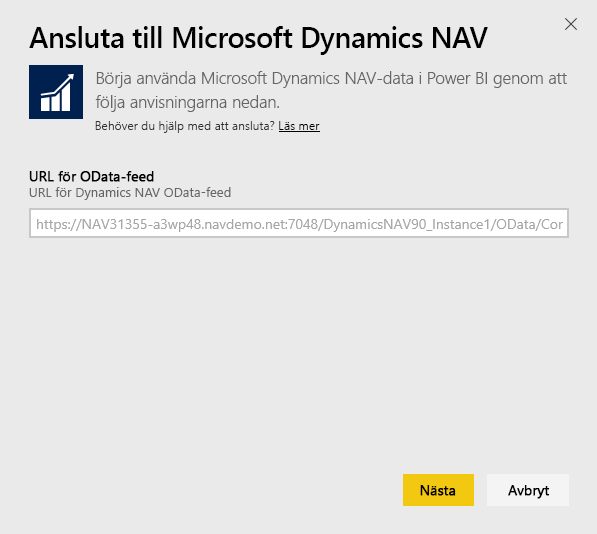 Ansluta till Microsoft Dynamics NAV
Börja använda Microsoft Dynamics NAV-data i Power BI genom att
följa anvisningarna nedan.
Behöver du hjälp med att ansluta? Läs mer
URL för OData-feed
URL för Dynamics NAV OData-feed
https://NAV31355-a3wp48.navdemo.net:7048/DynamicsNAV90_Instance1/OData/Cor
Nästa Avbryt